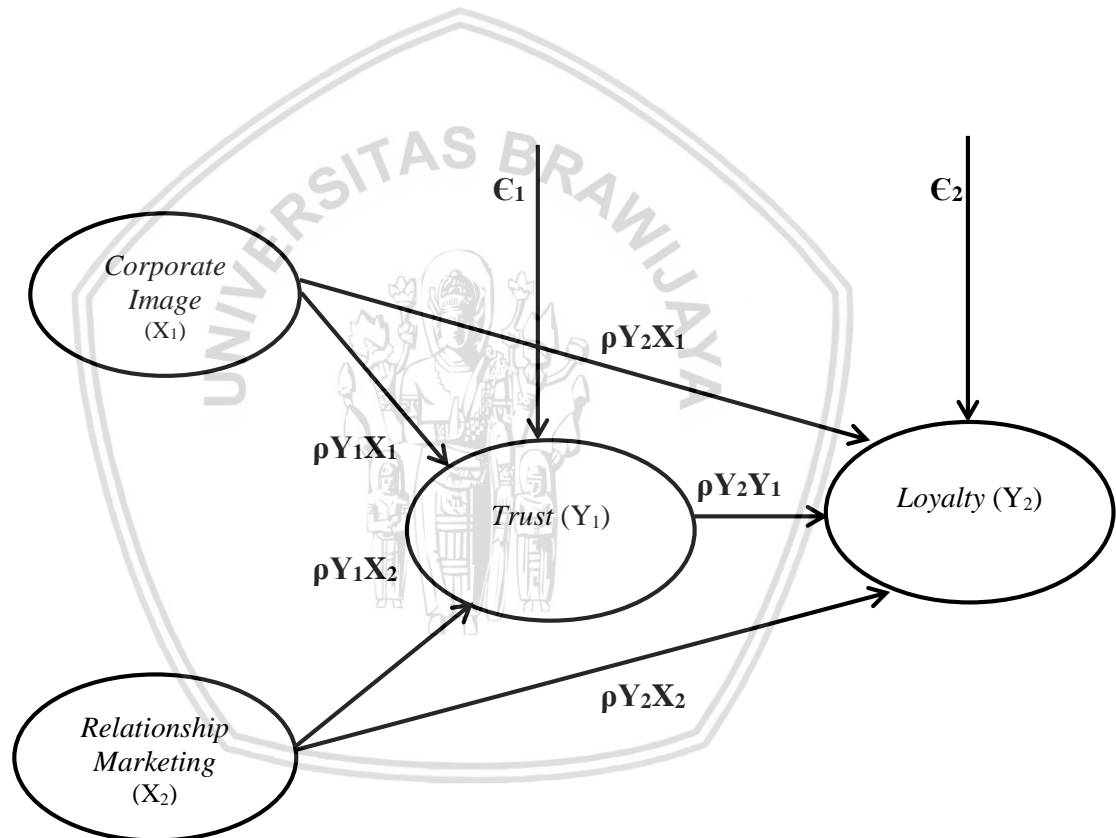 UNIVERSITAS BRAWIJAYA
Є₁
Є₂
Corporate
Image
(X₁)
ρY₂X₁
ρY₁X₁
ρY₂Y₁
Trust (Y₁)
Loyalty (Y₂)
ρY₁X₂
ρY₂X₂
Relationship
Marketing
(X₂)